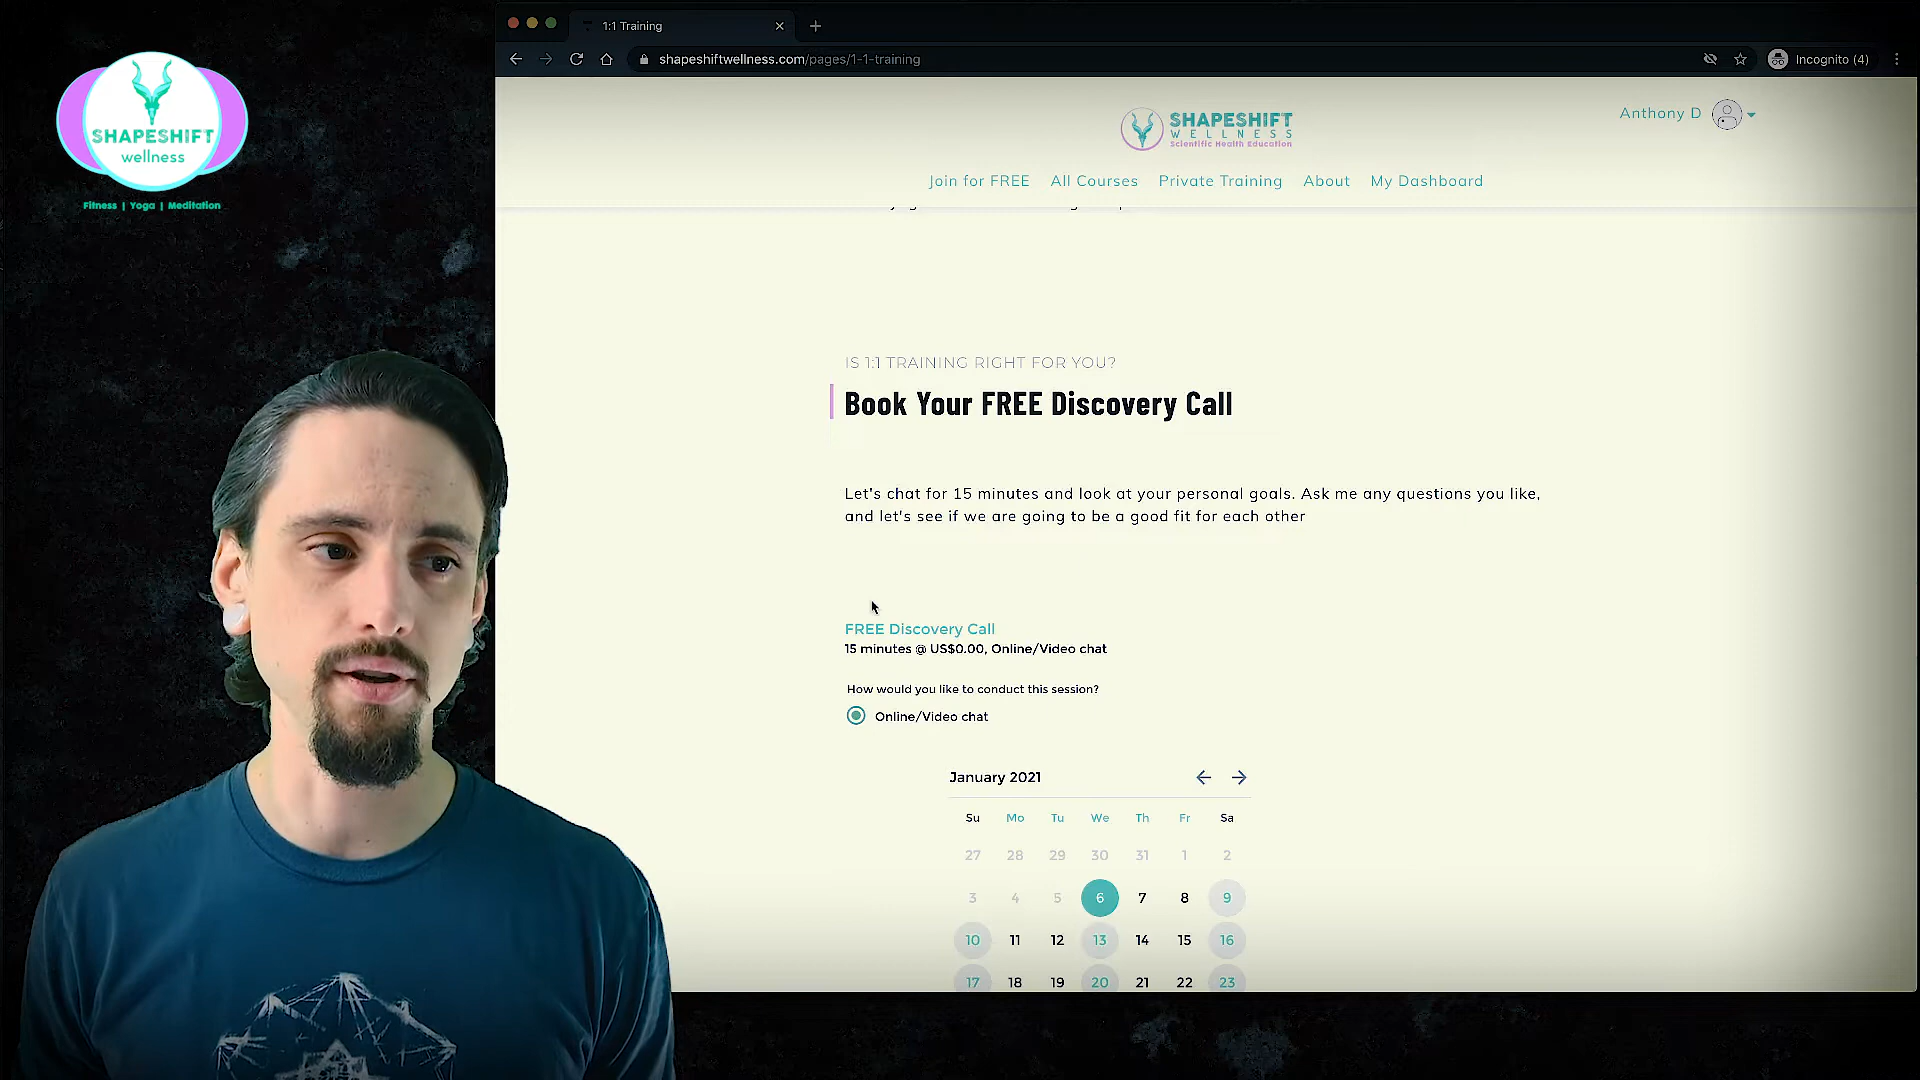 SHAPESHIFT
wellness
Fitness | Yoga | Meditation
1:1 Training
shapeshiftwellness.com/pages/1-1-training
Incognito (4)
SHAPESHIFT
WELLNESS
Scientific Health Education
Anthony D
Join for FREE All Courses Private Training About My Dashboard
IS 1:1 TRAINING RIGHT FOR YOU?
Book Your FREE Discovery Call
Let's chat for 15 minutes and look at your personal goals. Ask me any questions you like,
and let's see if we are going to be a good fit for each other
FREE Discovery Call
15 minutes @ US$0.00, Online/Video chat
How would you like to conduct this session?
Online/Video chat
January 2021
Su Mo Tu We Th Fr Sa
27 28 29 30 31 1 2
3 4 5 6 7 8 9
10 11 12 13 14 15 16
17 18 19 20 21 22 23